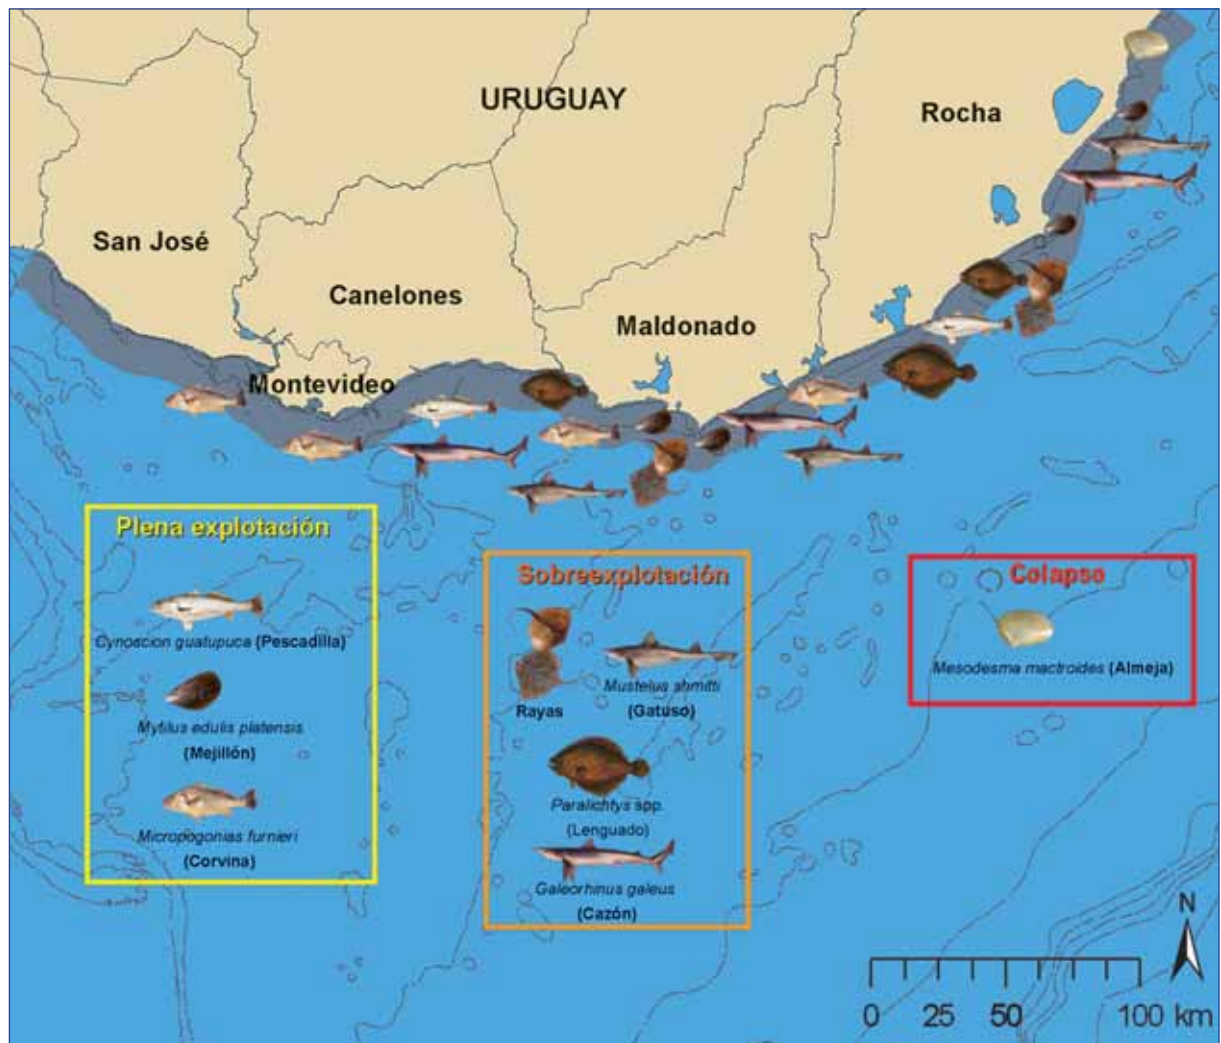 URUGUAY
Rocha
San José
Canelones
Maldonado
Montevideo
Plena explotación
Cynoscion guatupuca (Pescadilla)
Mytilus edulis platensis
(Mejillón)
Micropogonias furnieri
(Corvina)
Sobreexplotación
Rayas
Mustelus shmitti
(Gatuso)
Paralichtys spp.
(Lenguado)
Galeorhinus galeus
(Cazón)
Colapso
Mesodesma mactroides (Almeja)
N
0 25 50 100 km